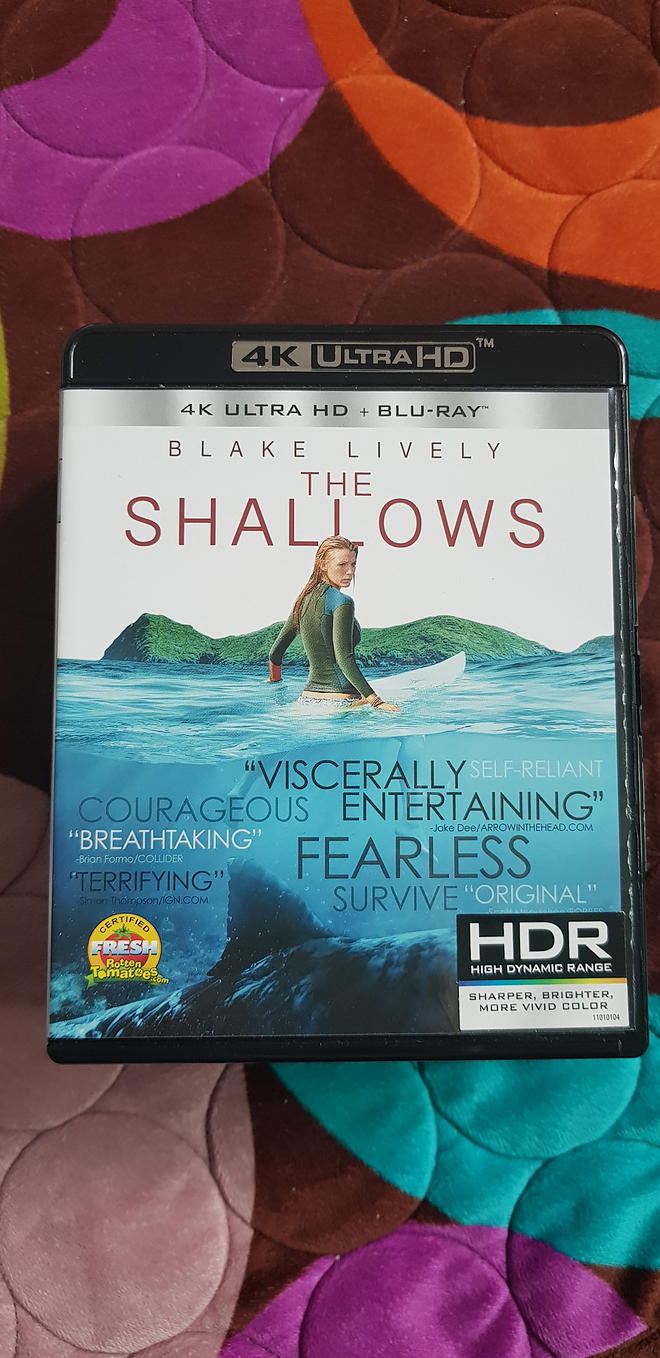 4K ULTRA HD™
4K ULTRA HD + BLU-RAY™
BLAKE LIVELY
THE
SHALLOWS
"VISCERALLY SELF-RELIANT
COURAGEOUS ENTERTAINING"
-Jake Dee/ARROWINTHEHEAD.COM
"BREATHTAKING"
-Brian Formo/COLLIDER
FEARLESS
"TERRIFYING"
Simon Thompson/IGN.COM
SURVIVE "ORIGINAL"
CERTIFIED
FRESH
Rotten
Tomatoes.com
HDR
HIGH DYNAMIC RANGE
SHARPER, BRIGHTER,
MORE VIVID COLOR
11010104